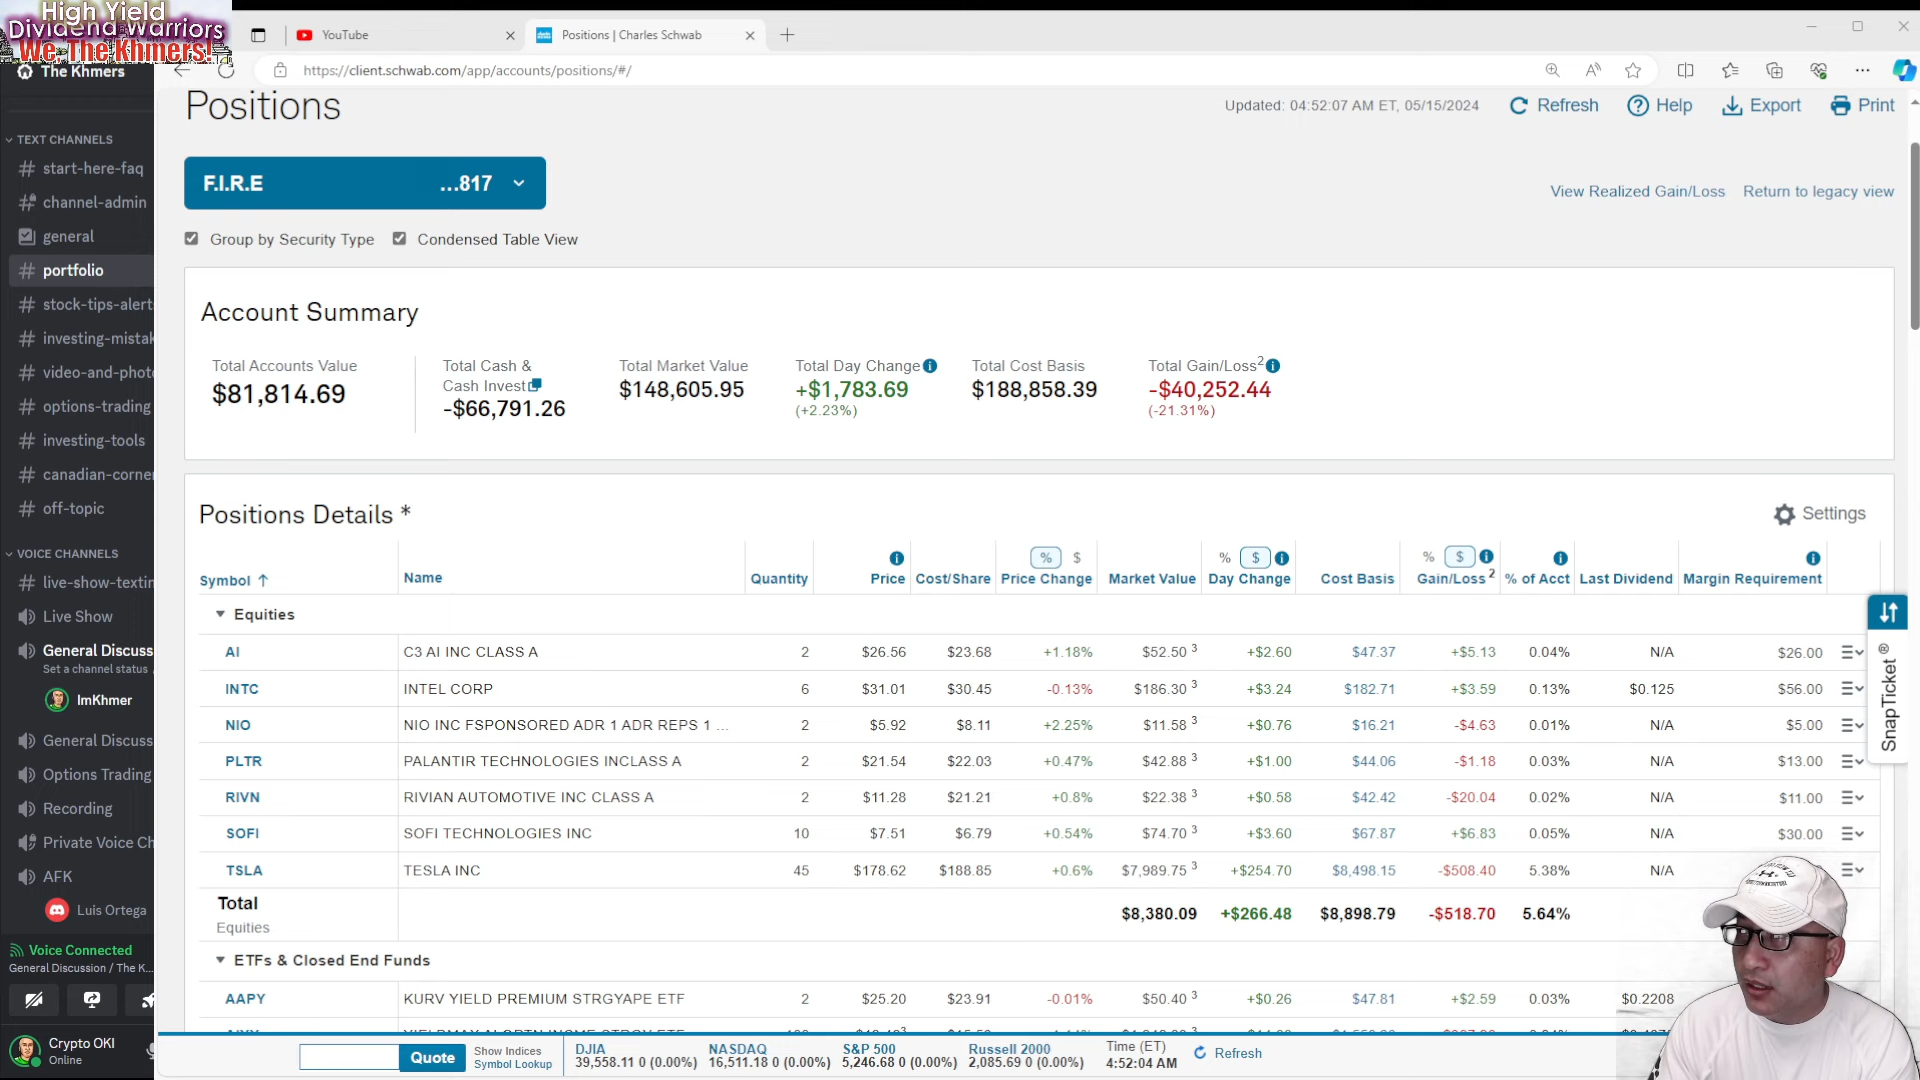 High Yield
Dividend Warriors
We The Khmers!
The Khmers
TEXT CHANNELS
start-here-faq
channel-admin
general
portfolio
stock-tips-alert
investing-mistak
video-and-phot
options-trading
investing-tools
canadian-corne
off-topic
VOICE CHANNELS
live-show-textin
Live Show
General Discuss
Set a channel status
ImKhmer
General Discuss
Options Trading
Recording
Private Voice Ch
AFK
Luis Ortega
Voice Connected
General Discussion / The K...
Crypto OKI
Online
YouTube
Positions | Charles Schwab
https://client.schwab.com/app/accounts/positions/#/
Positions
Updated: 04:52:07 AM ET, 05/15/2024
Refresh
Help
Export
Print
F.I.R.E ...817
View Realized Gain/Loss
Return to legacy view
Group by Security Type
Condensed Table View
Account Summary
Total Accounts Value
$81,814.69
Total Cash &
Cash Invest
-$66,791.26
Total Market Value
$148,605.95
Total Day Change
+$1,783.69
(+2.23%)
Total Cost Basis
$188,858.39
Total Gain/Loss2
-$40,252.44
(-21.31%)
Positions Details *
Settings
% $ % $ % $
Symbol Name Quantity Price Cost/Share Price Change Market Value Day Change Cost Basis Gain/Loss 2 % of Acct Last Dividend Margin Requirement
Equities
AI C3 AI INC CLASS A 2 $26.56 $23.68 +1.18% $52.50 3 +$2.60 $47.37 +$5.13 0.04% N/A $26.00
INTC INTEL CORP 6 $31.01 $30.45 -0.13% $186.30 3 +$3.24 $182.71 +$3.59 0.13% $0.125 $56.00
NIO NIO INC FSPONSORED ADR 1 ADR REPS 1 ... 2 $5.92 $8.11 +2.25% $11.58 3 +$0.76 $16.21 -$4.63 0.01% N/A $5.00
PLTR PALANTIR TECHNOLOGIES INCLASS A 2 $21.54 $22.03 +0.47% $42.88 3 +$1.00 $44.06 -$1.18 0.03% N/A $13.00
RIVN RIVIAN AUTOMOTIVE INC CLASS A 2 $11.28 $21.21 +0.8% $22.38 3 +$0.58 $42.42 -$20.04 0.02% N/A $11.00
SOFI SOFI TECHNOLOGIES INC 10 $7.51 $6.79 +0.54% $74.70 3 +$3.60 $67.87 +$6.83 0.05% N/A $30.00
TSLA TESLA INC 45 $178.62 $188.85 +0.6% $7,989.75 3 +$254.70 $8,498.15 -$508.40 5.38% N/A
Total
Equities
$8,380.09 +$266.48 $8,898.79 -$518.70 5.64%
ETFs & Closed End Funds
AAPY KURV YIELD PREMIUM STRGYAPE ETF 2 $25.20 $23.91 -0.01% $50.40 3 +$0.26 $47.81 +$2.59 0.03% $0.2208
SnapTicket ®
Quote
Show Indices
Symbol Lookup
DJIA
39,558.11 0 (0.00%)
NASDAQ
16,511.18 0 (0.00%)
S&P 500
5,246.68 0 (0.00%)
Russell 2000
2,085.69 0 (0.00%)
Time (ET)
4:52:04 AM
Refresh